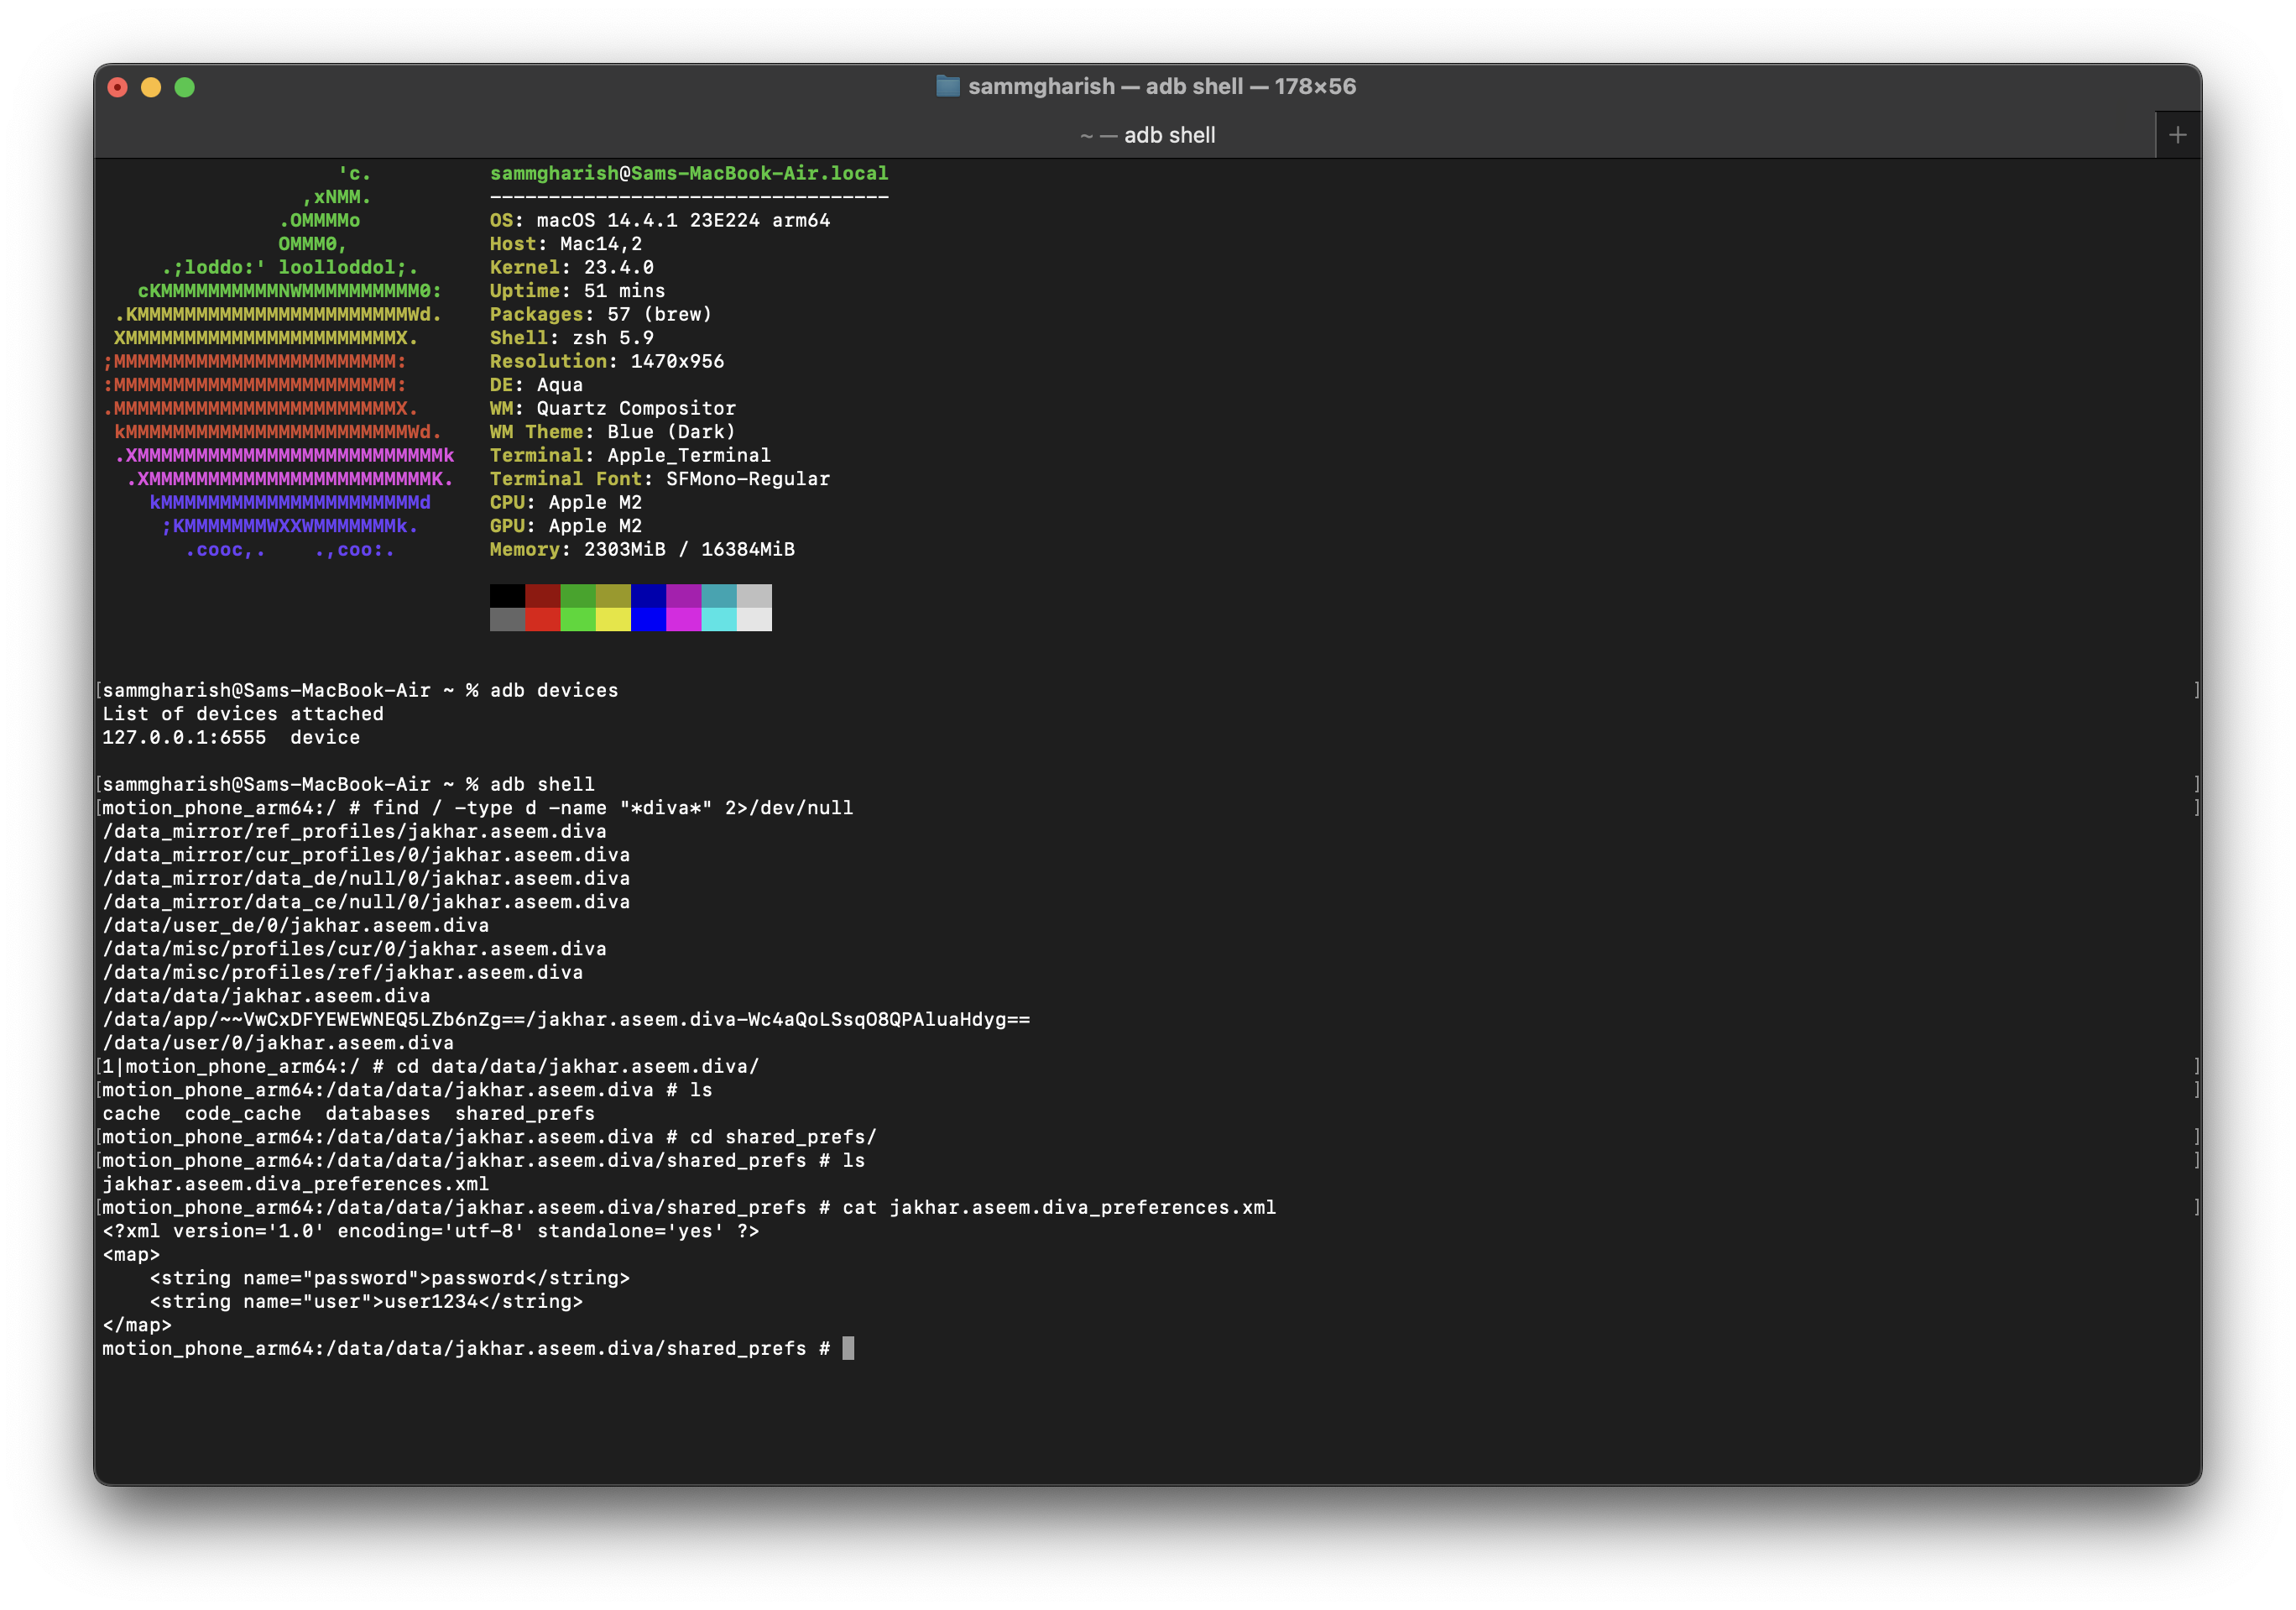 sammgharish — adb shell — 178×56
~ — adb shell
+
                    'c.          sammgharish@Sams-MacBook-Air.local
                 ,xNMM.          ----------------------------------
               .OMMMMo           OS: macOS 14.4.1 23E224 arm64
               OMMM0,            Host: Mac14,2
     .;loddo:' loolloddol;.      Kernel: 23.4.0
   cKMMMMMMMMMMNWMMMMMMMMMM0:    Uptime: 51 mins
 .KMMMMMMMMMMMMMMMMMMMMMMMWd.    Packages: 57 (brew)
 XMMMMMMMMMMMMMMMMMMMMMMMX.      Shell: zsh 5.9
;MMMMMMMMMMMMMMMMMMMMMMMM:       Resolution: 1470x956
:MMMMMMMMMMMMMMMMMMMMMMMM:       DE: Aqua
.MMMMMMMMMMMMMMMMMMMMMMMMX.      WM: Quartz Compositor
 kMMMMMMMMMMMMMMMMMMMMMMMMWd.    WM Theme: Blue (Dark)
 .XMMMMMMMMMMMMMMMMMMMMMMMMMMk   Terminal: Apple_Terminal
  .XMMMMMMMMMMMMMMMMMMMMMMMMK.   Terminal Font: SFMono-Regular
    kMMMMMMMMMMMMMMMMMMMMMMd     CPU: Apple M2
     ;KMMMMMMMWXXWMMMMMMMk.      GPU: Apple M2
       .cooc,.    .,coo:.        Memory: 2303MiB / 16384MiB
[sammgharish@Sams-MacBook-Air ~ % adb devices ]
List of devices attached
127.0.0.1:6555  device
[sammgharish@Sams-MacBook-Air ~ % adb shell ]
[motion_phone_arm64:/ # find / -type d -name "*diva*" 2>/dev/null ]
/data_mirror/ref_profiles/jakhar.aseem.diva
/data_mirror/cur_profiles/0/jakhar.aseem.diva
/data_mirror/data_de/null/0/jakhar.aseem.diva
/data_mirror/data_ce/null/0/jakhar.aseem.diva
/data/user_de/0/jakhar.aseem.diva
/data/misc/profiles/cur/0/jakhar.aseem.diva
/data/misc/profiles/ref/jakhar.aseem.diva
/data/data/jakhar.aseem.diva
/data/app/~~VwCxDFYEWEWNEQ5LZb6nZg==/jakhar.aseem.diva-Wc4aQoLSsqO8QPAluaHdyg==
/data/user/0/jakhar.aseem.diva
[1|motion_phone_arm64:/ # cd data/data/jakhar.aseem.diva/ ]
[motion_phone_arm64:/data/data/jakhar.aseem.diva # ls ]
cache  code_cache  databases  shared_prefs
[motion_phone_arm64:/data/data/jakhar.aseem.diva # cd shared_prefs/ ]
[motion_phone_arm64:/data/data/jakhar.aseem.diva/shared_prefs # ls ]
jakhar.aseem.diva_preferences.xml
[motion_phone_arm64:/data/data/jakhar.aseem.diva/shared_prefs # cat jakhar.aseem.diva_preferences.xml ]
<?xml version='1.0' encoding='utf-8' standalone='yes' ?>
<map>
    <string name="password">password</string>
    <string name="user">user1234</string>
</map>
motion_phone_arm64:/data/data/jakhar.aseem.diva/shared_prefs #